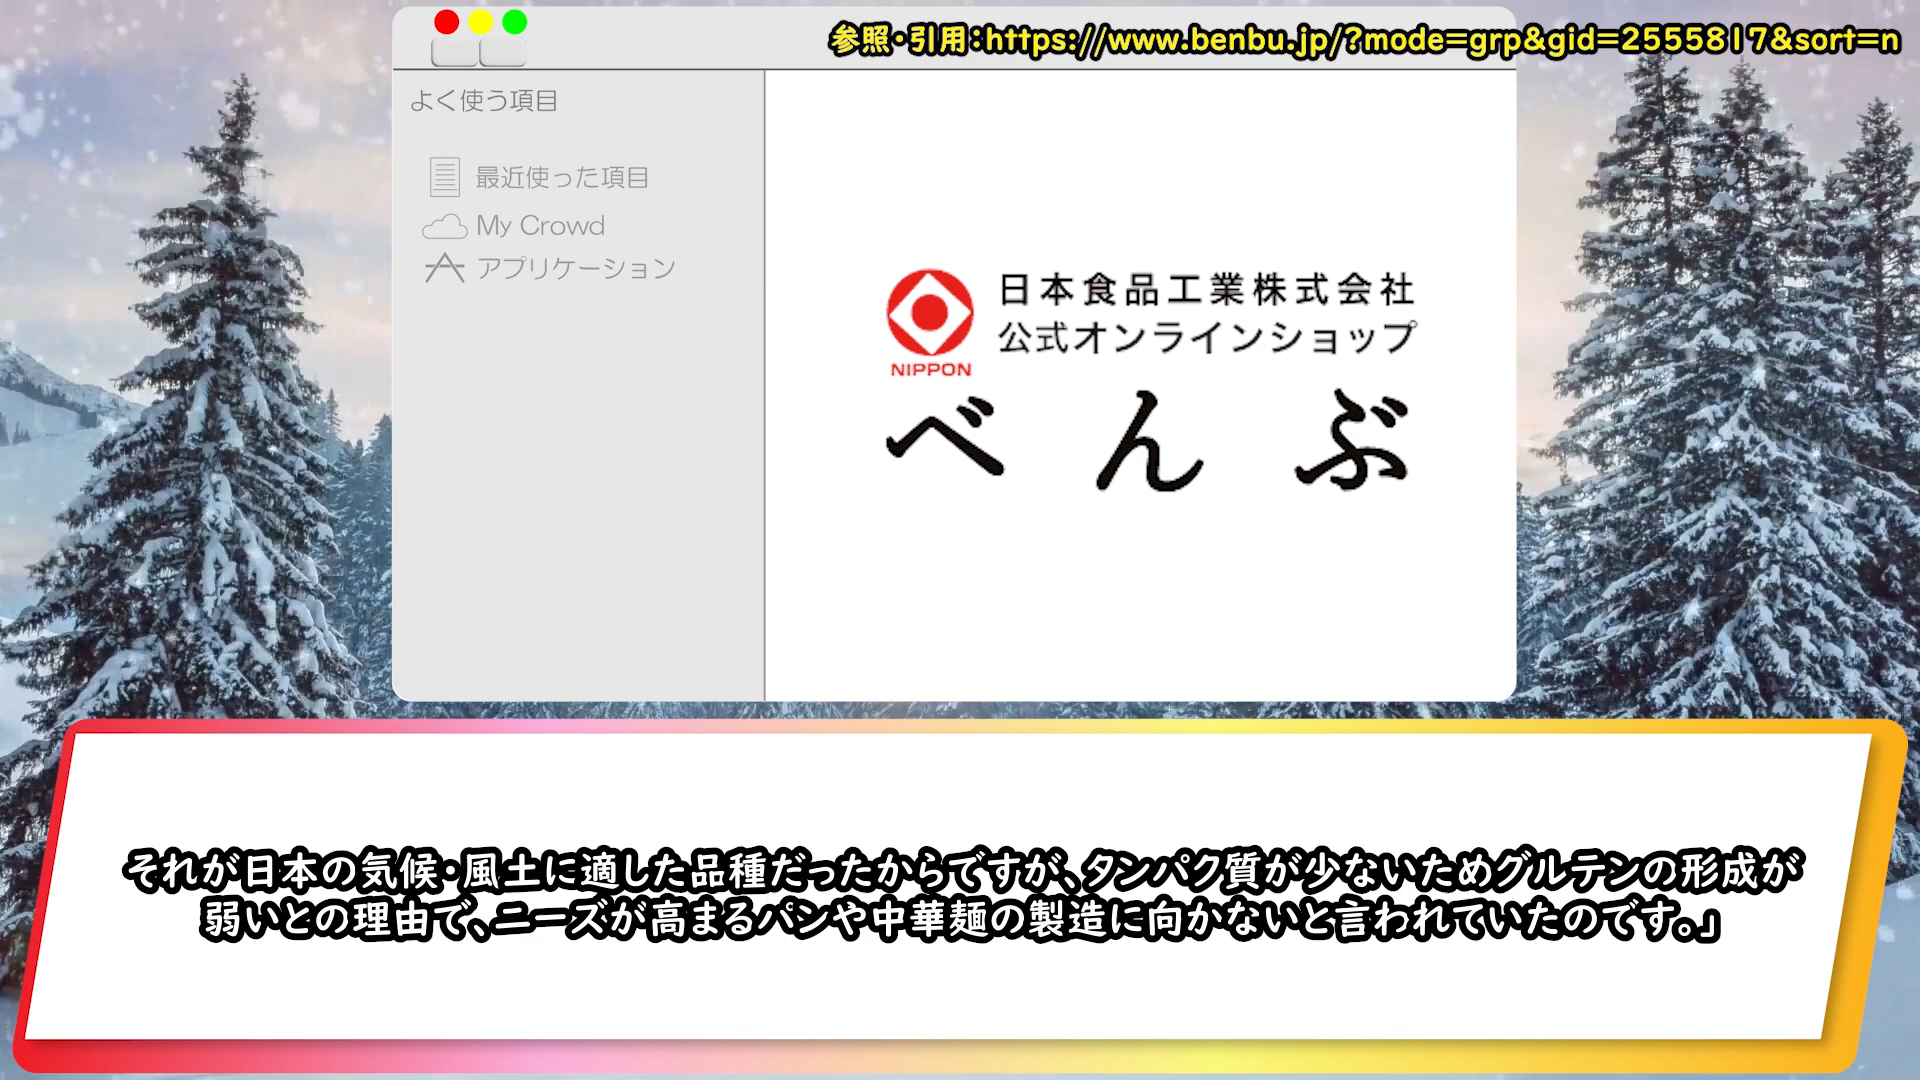 参照・引用:https://www.benbu.jp/?mode=grp&gid=2555817&sort=n
よく使う項目
最近使った項目
My Crowd
アプリケーション
日本食品工業株式会社
公式オンラインショップ
NIPPON
べんぶ
それが日本の気候・風土に適した品種だったからですが、タンパク質が少ないためグルテンの形成が
弱いとの理由で、ニーズが高まるパンや中華麺の製造に向かないと言われていたのです。」